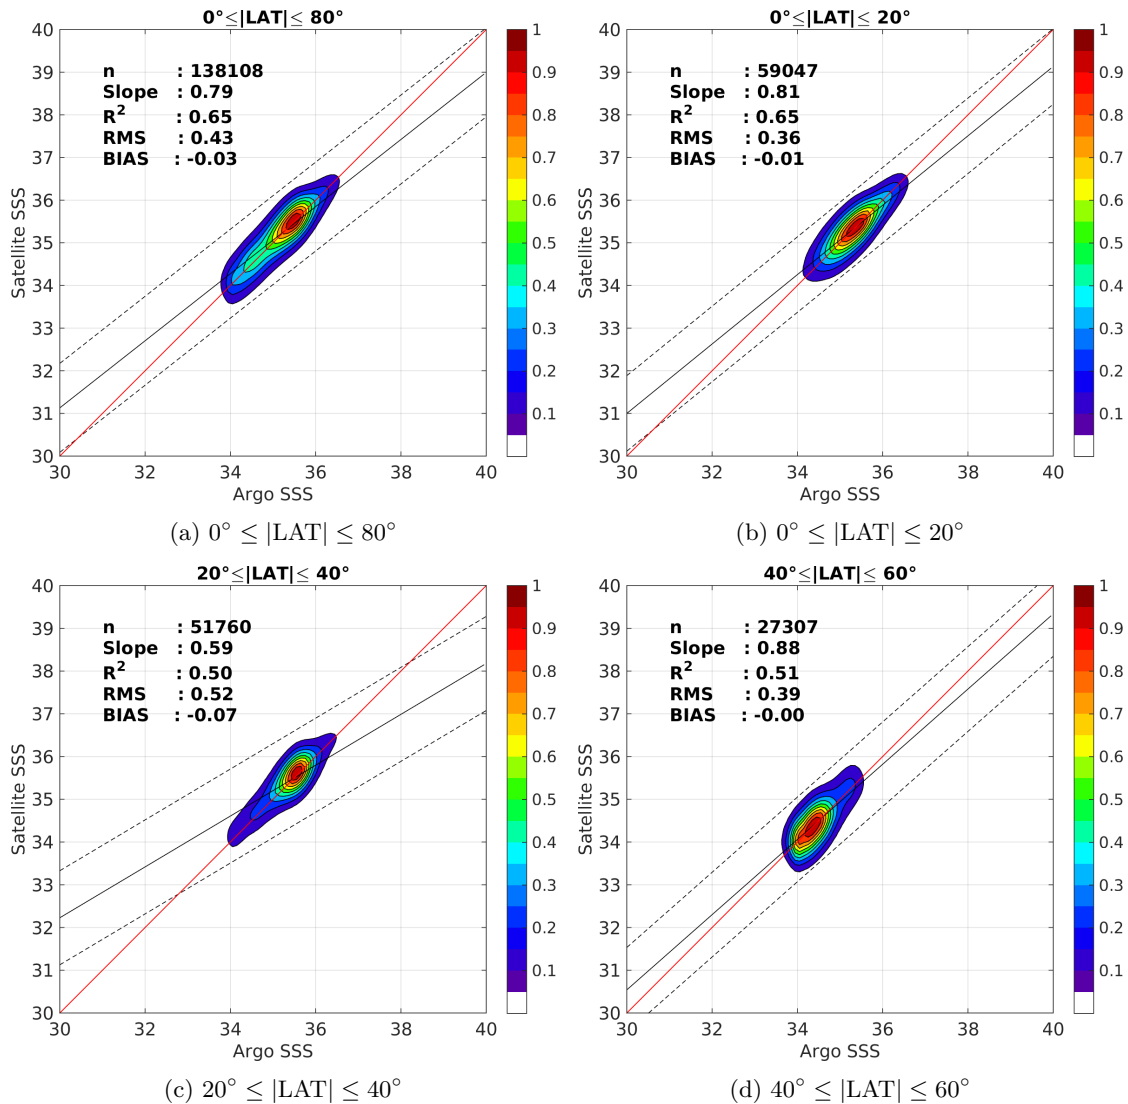 0°≤|LAT|≤ 80°
n : 138108
Slope : 0.79
R2 : 0.65
RMS : 0.43
BIAS : -0.03
40
39
38
37
36
35
34
33
32
31
30
30 32 34 36 38 40
Satellite SSS
Argo SSS
1
0.9
0.8
0.7
0.6
0.5
0.4
0.3
0.2
0.1
(a) 0° ≤ |LAT| ≤ 80°
0°≤|LAT|≤ 20°
n : 59047
Slope : 0.81
R2 : 0.65
RMS : 0.36
BIAS : -0.01
40
39
38
37
36
35
34
33
32
31
30
30 32 34 36 38 40
Satellite SSS
Argo SSS
1
0.9
0.8
0.7
0.6
0.5
0.4
0.3
0.2
0.1
(b) 0° ≤ |LAT| ≤ 20°
20°≤|LAT|≤ 40°
n : 51760
Slope : 0.59
R2 : 0.50
RMS : 0.52
BIAS : -0.07
40
39
38
37
36
35
34
33
32
31
30
30 32 34 36 38 40
Satellite SSS
Argo SSS
1
0.9
0.8
0.7
0.6
0.5
0.4
0.3
0.2
0.1
(c) 20° ≤ |LAT| ≤ 40°
40°≤|LAT|≤ 60°
n : 27307
Slope : 0.88
R2 : 0.51
RMS : 0.39
BIAS : -0.00
40
39
38
37
36
35
34
33
32
31
30
30 32 34 36 38 40
Satellite SSS
Argo SSS
1
0.9
0.8
0.7
0.6
0.5
0.4
0.3
0.2
0.1
(d) 40° ≤ |LAT| ≤ 60°